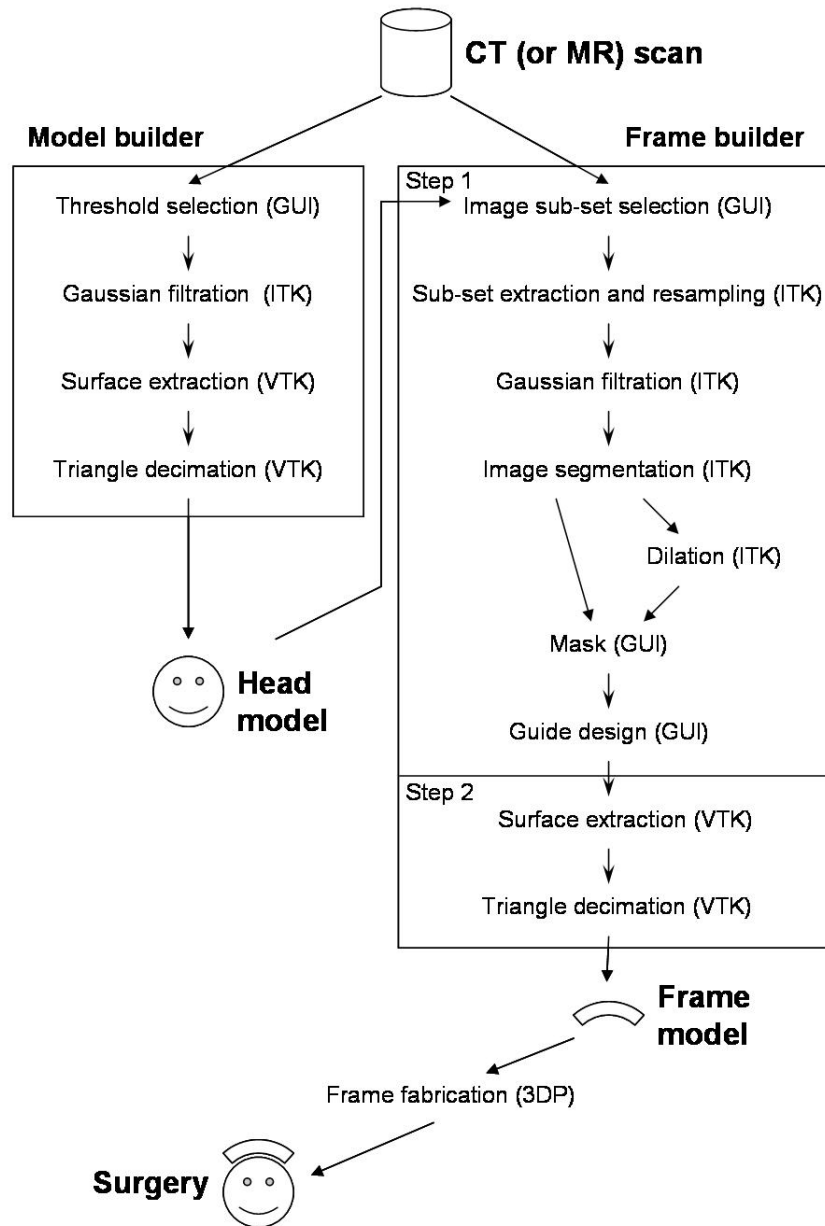 CT (or MR) scan
Model builder
Threshold selection (GUI)
Gaussian filtration (ITK)
Surface extraction (VTK)
Triangle decimation (VTK)
Head
model
Frame builder
Step 1
Image sub-set selection (GUI)
Sub-set extraction and resampling (ITK)
Gaussian filtration (ITK)
Image segmentation (ITK)
Dilation (ITK)
Mask (GUI)
Guide design (GUI)
Step 2
Surface extraction (VTK)
Triangle decimation (VTK)
Frame
model
Frame fabrication (3DP)
Surgery